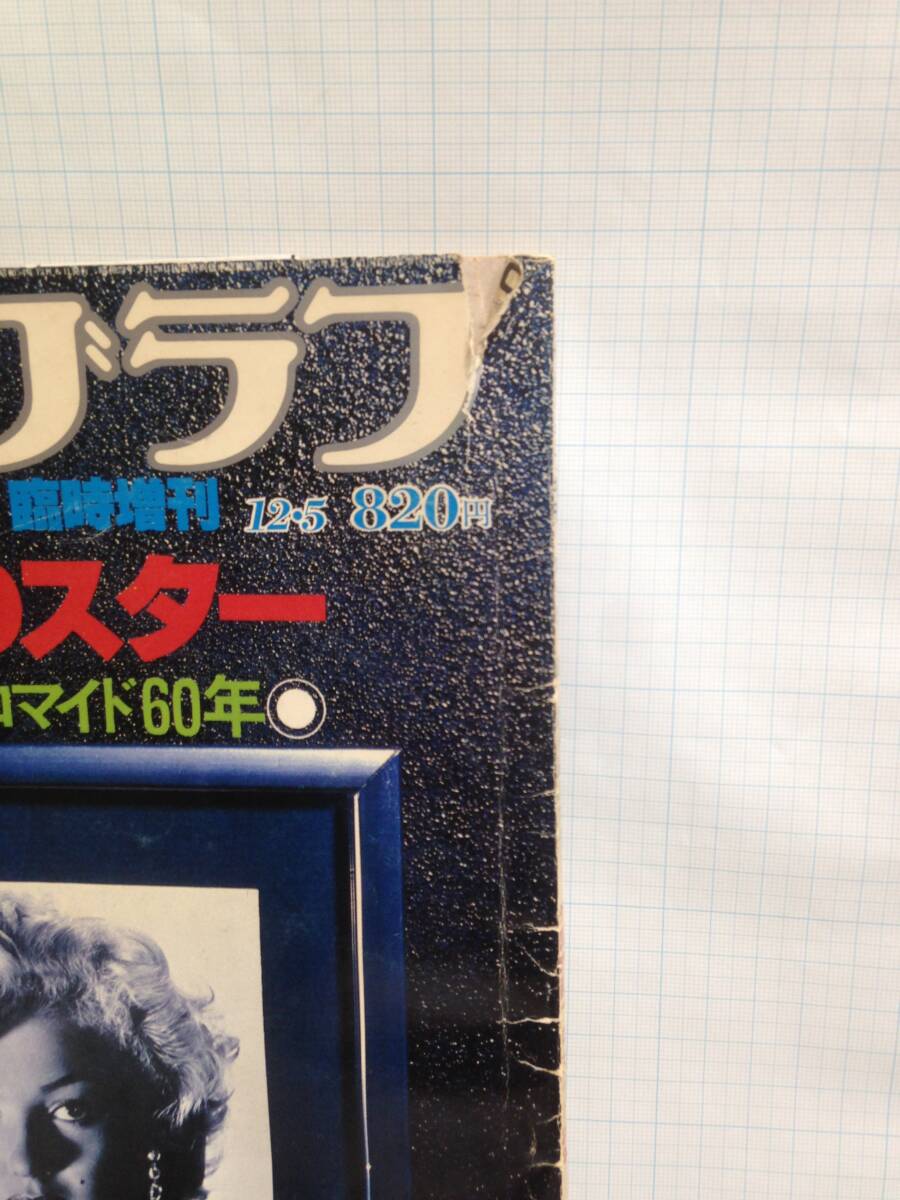 グラフ
臨時増刊 12・5 820円
のスター
ロマイド60年